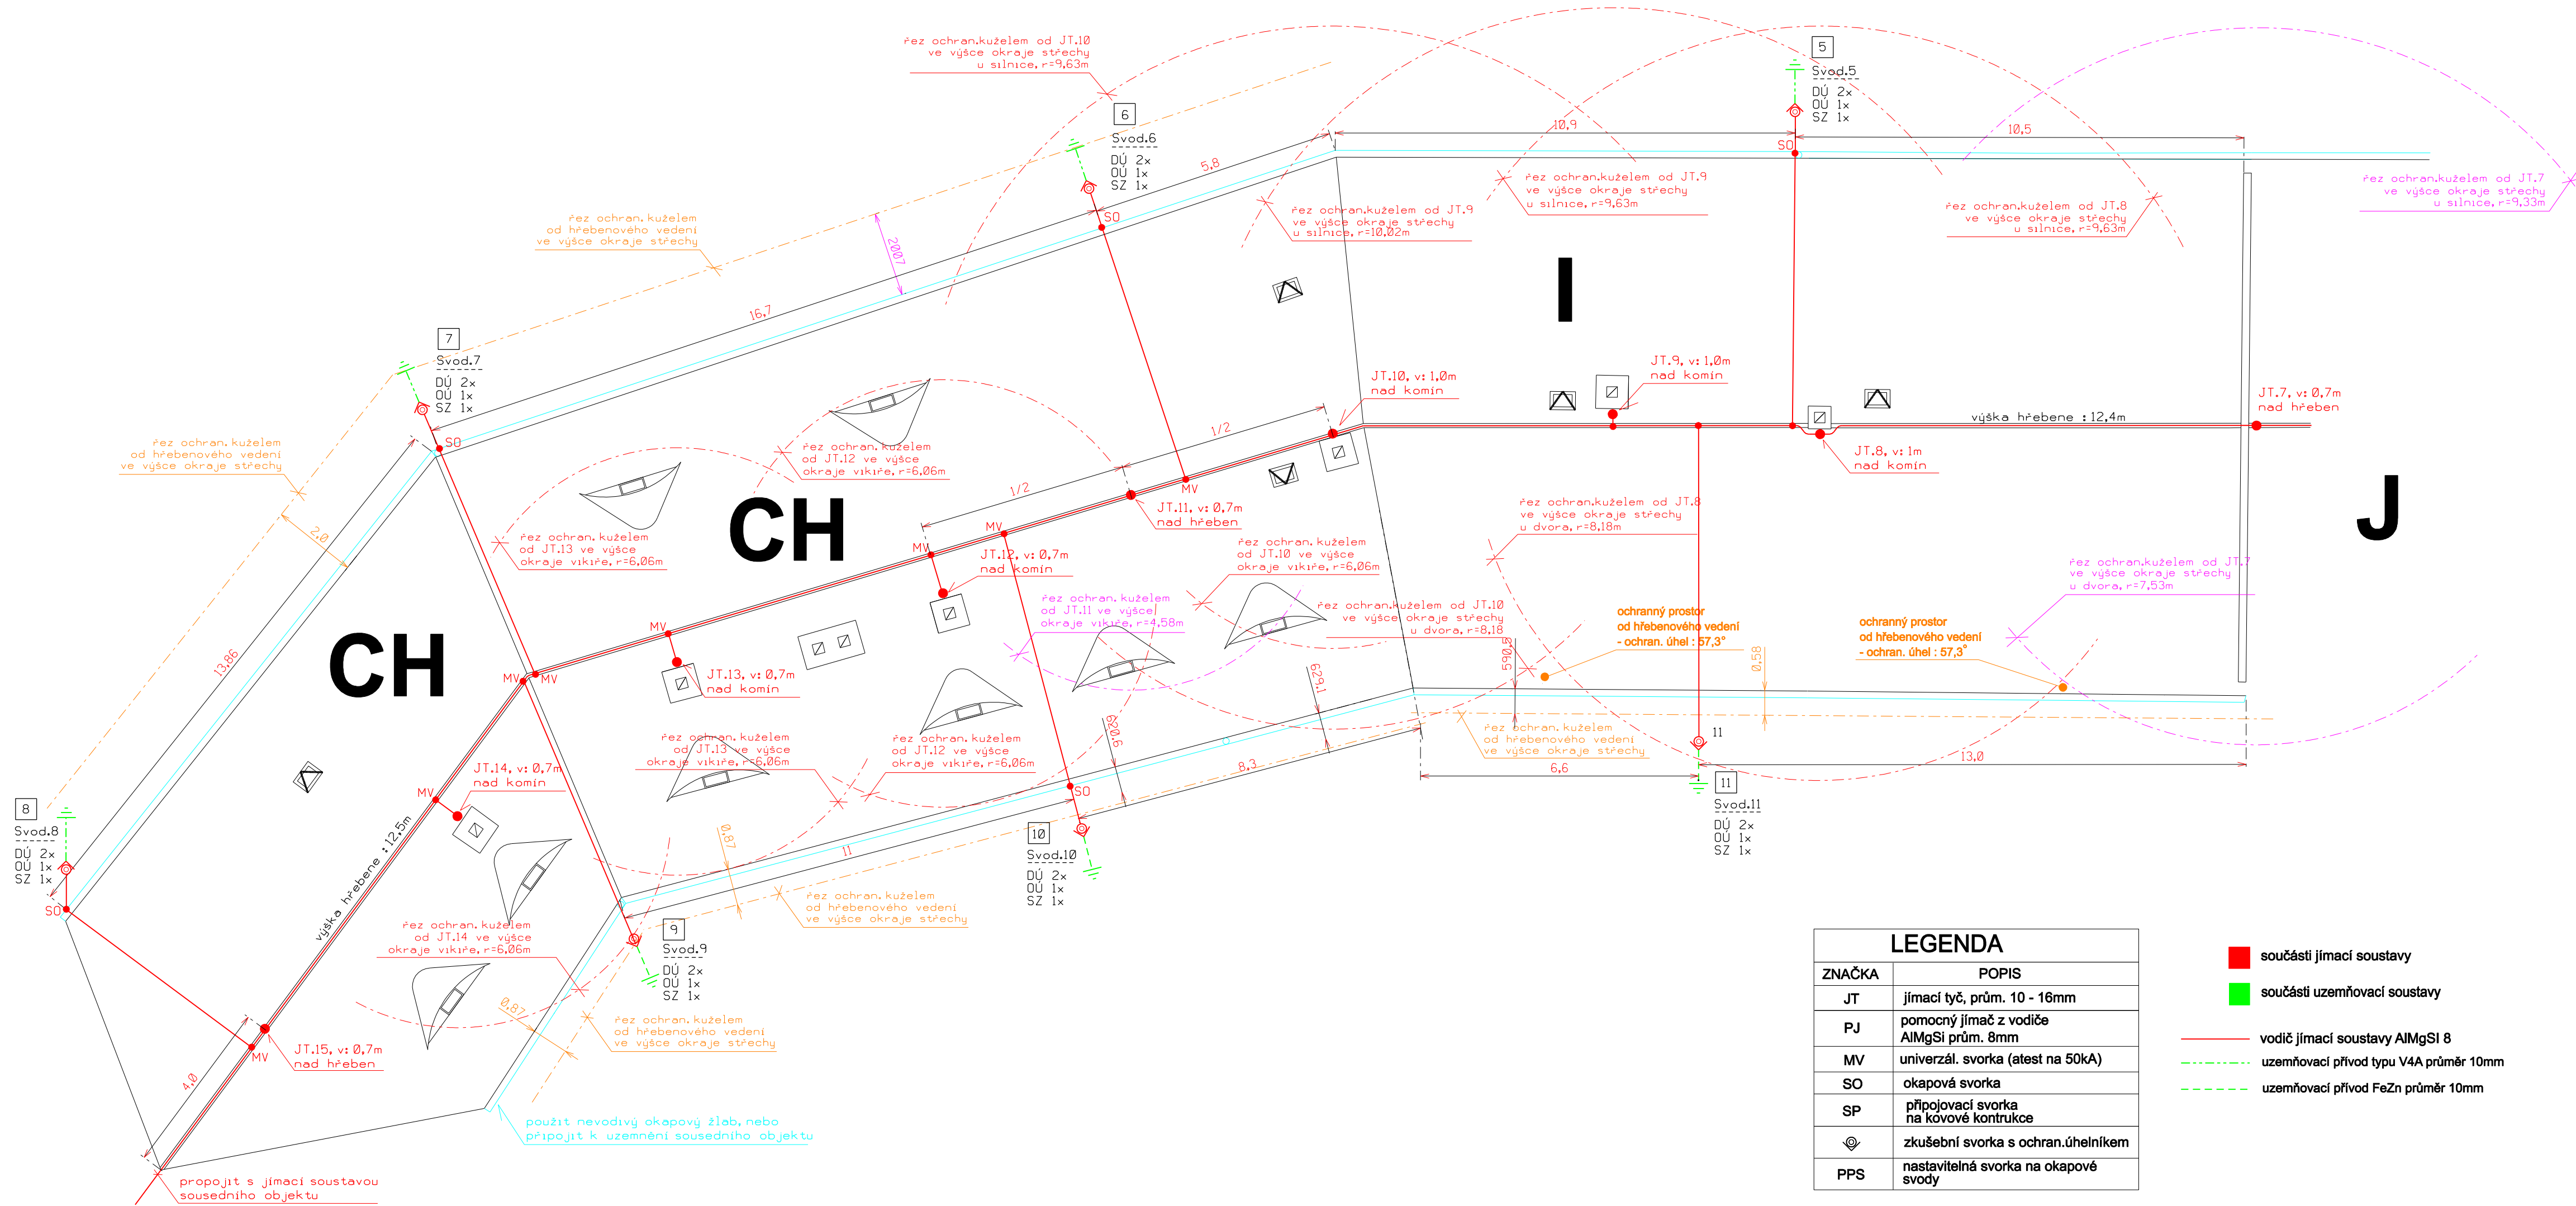 řez ochran.kuželem od JT.10
ve výšce okraje střechy
u silnice, r=9,63m
5
Svod.5
DÚ 2x
OÚ 1x
SZ 1x
6
Svod.6
DÚ 2x
OÚ 1x
SZ 1x
10,9
10,5
SO
5,8
řez ochran.kuželem od JT.9
ve výšce okraje střechy
u silnice, r=9,63m
řez ochran.kuželem od JT.7
ve výšce okraje střechy
u silnice, r=9,33m
řez ochran.kuželem od JT.9
ve výšce okraje střechy
u silnice, r=10,02m
řez ochran.kuželem od JT.8
ve výšce okraje střechy
u silnice, r=9,63m
řez ochran.kuželem
od hřebenového vedení
ve výšce okraje střechy
SO
2007
I
16,7
7
Svod.7
DÚ 2x
OÚ 1x
SZ 1x
SO
JT.10, v: 1,0m
nad komín
JT.9, v: 1,0m
nad komín
výška hřebene : 12,4m
JT.7, v: 0,7m
nad hřeben
JT.8, v: 1m
nad komín
řez ochran. kuželem
od hřebenového vedení
ve výšce okraje střechy
řez ochran. kuželem
od JT.12 ve výšce
okraje vikýře, r=6,06m
1/2
1/2
MV
JT.11, v: 0,7m
nad hřeben
J
CH
2,0
řez ochran. kuželem
od JT.13 ve výšce
okraje vikýře, r=6,06m
MV
MV
JT.12, v: 0,7m
nad komín
řez ochran. kuželem
od JT.10 ve výšce
okraje vikýře, r=6,06m
řez ochran.kuželem od JT.8
ve výšce okraje střechy
u dvora, r=8,18m
řez ochran.kuželem od JT.7
ve výšce okraje střechy
u dvora, r=7,53m
řez ochran. kuželem
od JT.11 ve výšce
okraje vikýře, r=4,58m
řez ochran.kuželem od JT.10
ve výšce okraje střechy
u dvora, r=8,18
ochranný prostor
od hřebenového vedení
- ochran. úhel : 57,3°
ochranný prostor
od hřebenového vedení
- ochran. úhel : 57,3°
CH
13,86
MV
MV
MV
JT.13, v: 0,7m
nad komín
629,1
590,5
0,58
řez ochran. kuželem
od JT.13 ve výšce
okraje vikýře, r=6,06m
řez ochran. kuželem
od JT.12 ve výšce
okraje vikýře, r=6,06m
620,6
řez ochran. kuželem
od hřebenového vedení
ve výšce okraje střechy
11
8,3
6,6
13,0
JT.14, v: 0,7m
nad komín
MV
SO
11
Svod.11
DÚ 2x
OÚ 1x
SZ 1x
8
Svod.8
DÚ 2x
OÚ 1x
SZ 1x
SO
výška hřebene : 12,5m
0,87
11
10
Svod.10
DÚ 2x
OÚ 1x
SZ 1x
řez ochran. kuželem
od hřebenového vedení
ve výšce okraje střechy
řez ochran. kuželem
od JT.14 ve výšce
okraje vikýře, r=6,06m
9
Svod.9
DÚ 2x
OÚ 1x
SZ 1x
0,87
řez ochran. kuželem
od hřebenového vedení
ve výšce okraje střechy
MV
JT.15, v: 0,7m
nad hřeben
4,0
použít nevodivý okapový žlab, nebo
připojit k uzemnění sousedního objektu
propojit s jímací soustavou
sousedního objektu
LEGENDA
ZNAČKA POPIS
JT jímací tyč, prům. 10 - 16mm
PJ pomocný jímač z vodiče
AlMgSi prům. 8mm
MV univerzál. svorka (atest na 50kA)
SO okapová svorka
SP připojovací svorka
na kovové kontrukce
zkušební svorka s ochran.úhelníkem
PPS nastavitelná svorka na okapové
svody
součásti jímací soustavy
součásti uzemňovací soustavy
vodič jímací soustavy AlMgSI 8
uzemňovací přívod typu V4A průměr 10mm
uzemňovací přívod FeZn průměr 10mm